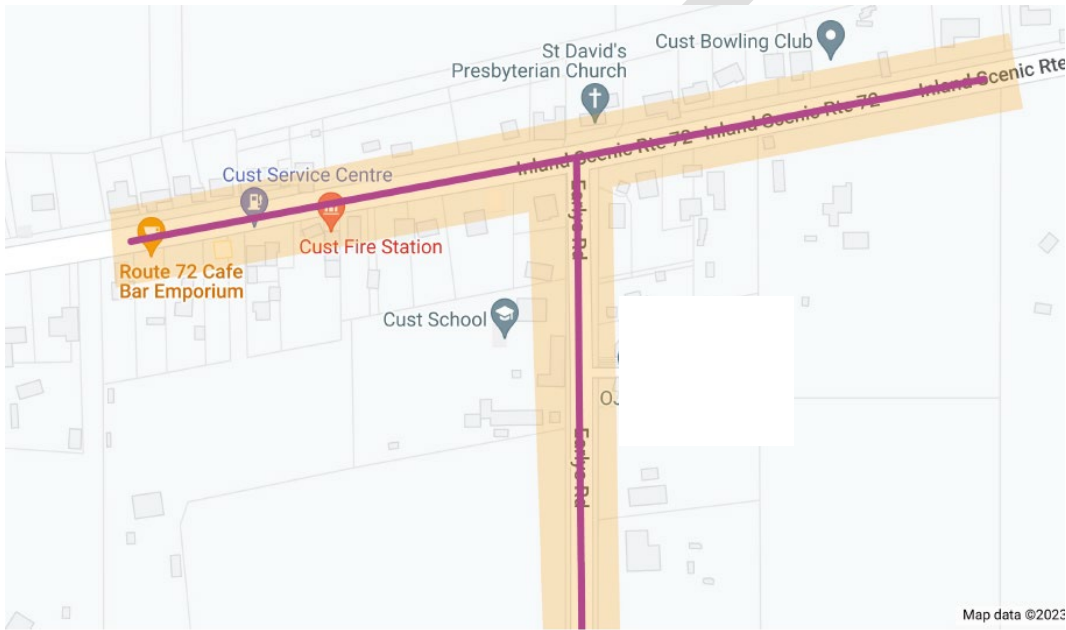 Cust Bowling Club
St David's
Presbyterian Church
Inland Scenic Rte
Inland Scenic Rte 72
Inland Scenic Rte 72
Cust Service Centre
Earlys Rd
Cust Fire Station
Route 72 Cafe
Bar Emporium
Cust School
Earlys Rd
Map data ©2023